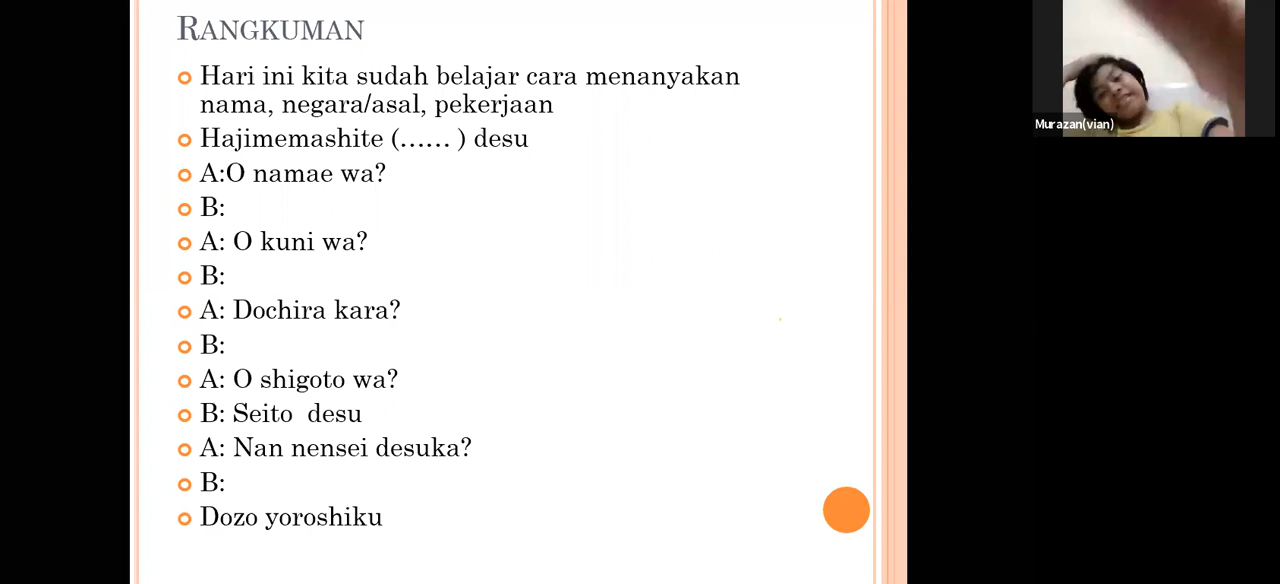 RANGKUMAN
Hari ini kita sudah belajar cara menanyakan
nama, negara/asal, pekerjaan
Hajimemashite (...... ) desu
A:O namae wa?
B:
A: O kuni wa?
B:
A: Dochira kara?
B:
A: O shigoto wa?
B: Seito  desu
A: Nan nensei desuka?
B:
Dozo yoroshiku
Murazan(vian)